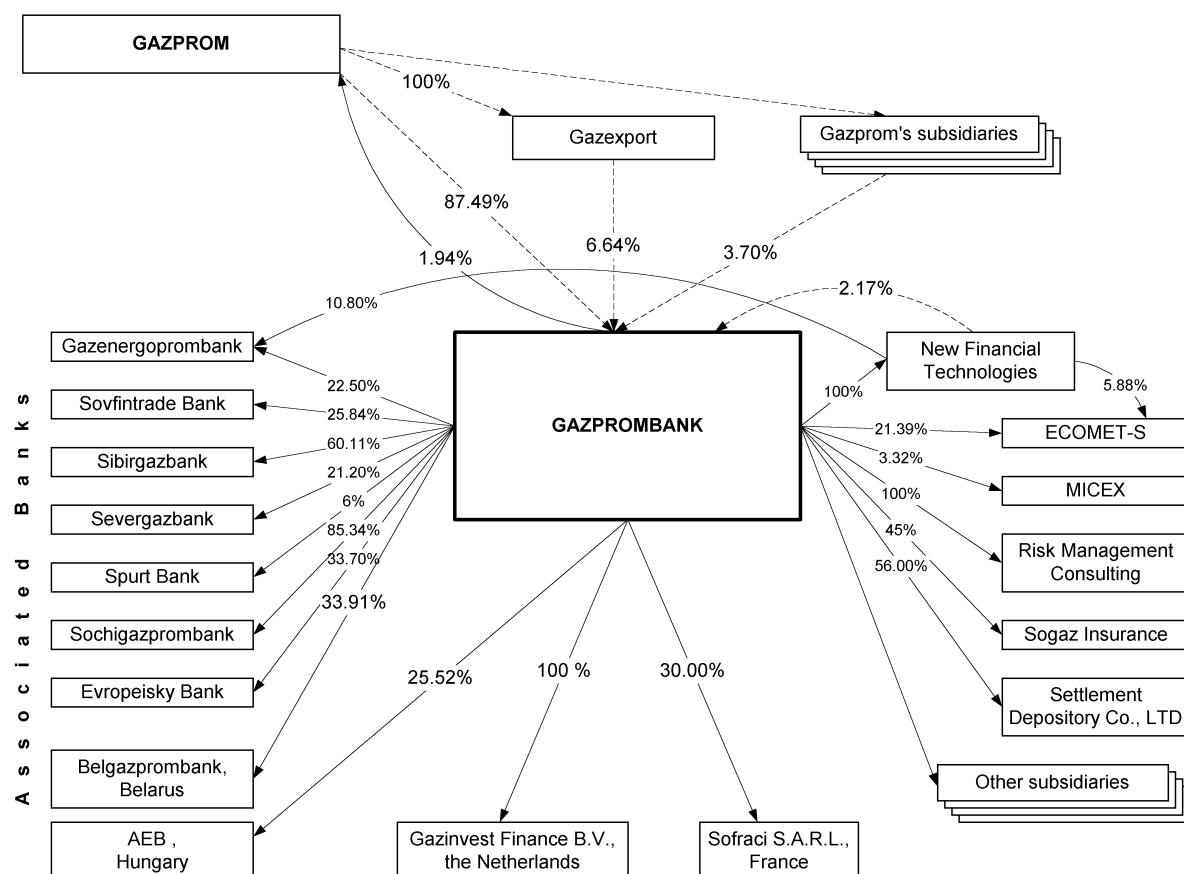 GAZPROM
100%
Gazexport
Gazprom's subsidiaries
87.49%
6.64%
3.70%
1.94%
2.17%
10.80%
Gazenergoprombank
New Financial
Technologies
GAZPROMBANK
22.50%
100%
5.88%
Associated Banks
Sovfintrade Bank
25.84%
21.39%
ECOMET-S
Sibirgazbank
60.11%
3.32%
MICEX
21.20%
100%
Severgazbank
6%
85.34%
45%
Risk Management
Consulting
33.70%
56.00%
Spurt Bank
33.91%
Sochigazprombank
Sogaz Insurance
Evropeisky Bank
25.52%
100 %
30.00%
Settlement
Depository Co., LTD
Belgazprombank,
Belarus
Other subsidiaries
AEB ,
Hungary
Gazinvest Finance B.V.,
the Netherlands
Sofraci S.A.R.L.,
France